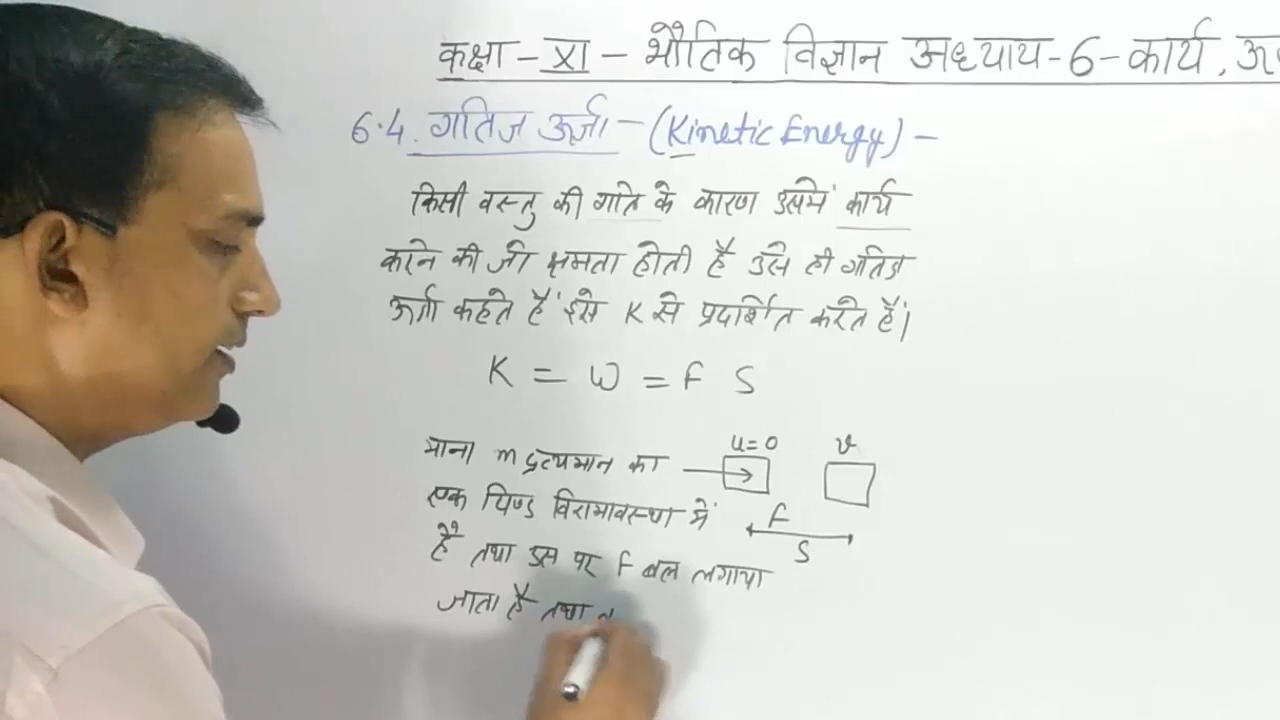 कक्षा - XI - भौतिक विज्ञान अध्याय - 6 - कार्य, ऊ
6.4. गतिज ऊर्जा - (Kinetic Energy) -
किसी वस्तु की गति के कारण उसमें कार्य
करने की जो क्षमता होती है उसे ही गतिज
ऊर्जा कहते हैं इसे K से प्रदर्शित करते हैं।
K = W = F S
माना m द्रव्यमान का
एक पिण्ड विरामावस्था में
है तथा उस पर F बल लगाया
जाता है तथा
u = 0
v
F
S